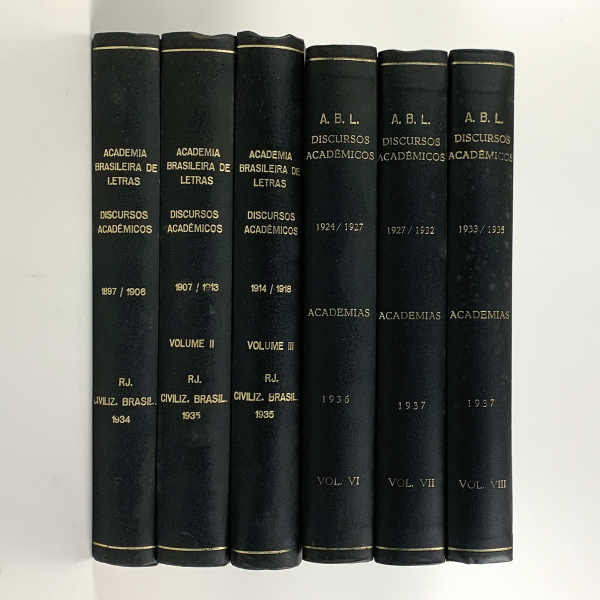 ACADEMIA
BRASILEIRA DE
LETRAS
DISCURSOS
ACADÊMICOS
1897 / 1906
RJ.
CIVILIZ. BRASIL.
1934
ACADEMIA
BRASILEIRA DE
LETRAS
DISCURSOS
ACADÊMICOS
1907 / 1913
VOLUME II
RJ.
CIVILIZ. BRASIL.
1935
ACADEMIA
BRASILEIRA DE
LETRAS
DISCURSOS
ACADÊMICOS
1914 / 1918
VOLUME III
RJ.
CIVILIZ. BRASIL.
1935
A. B. L.
DISCURSOS
ACADÊMICOS
1924 / 1927
ACADEMIAS
1936
VOL. VI
A. B. L.
DISCURSOS
ACADÊMICOS
1927 / 1932
ACADEMIAS
1937
VOL. VII
A. B. L.
DISCURSOS
ACADÊMICOS
1933 / 1935
ACADEMIAS
1937
VOL. VIII